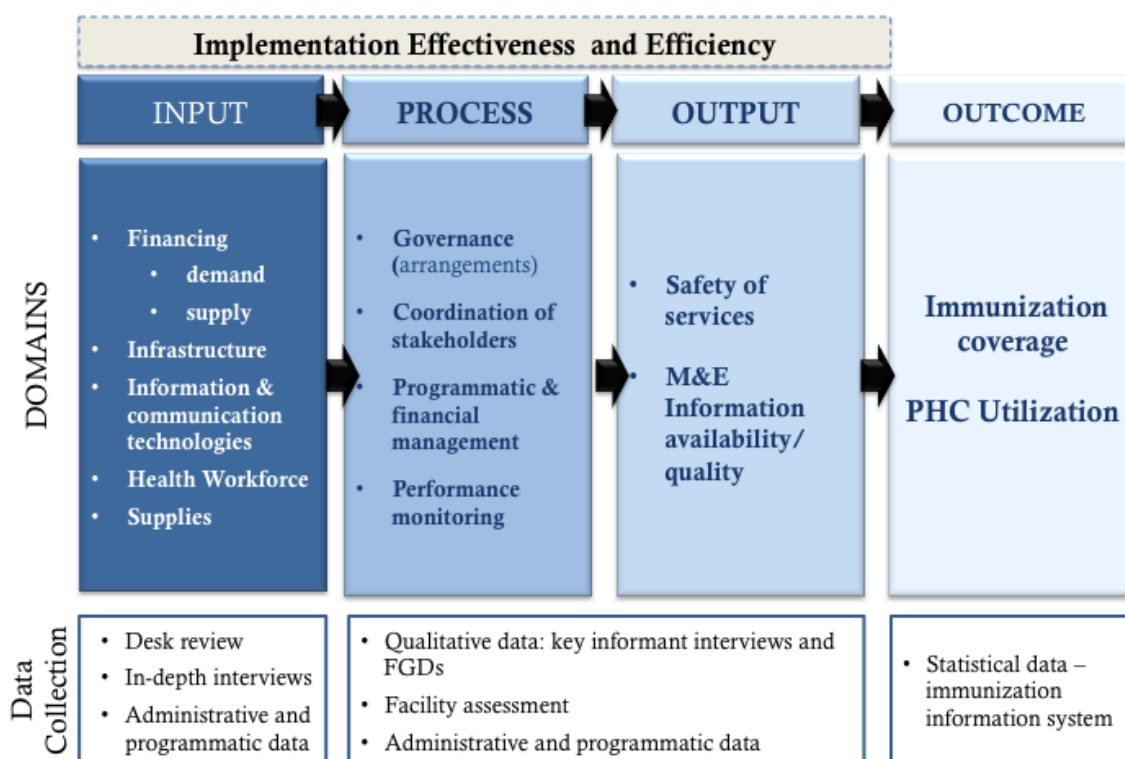 Implementation Effectiveness and Efficiency
INPUT
PROCESS
OUTPUT
OUTCOME
DOMAINS
• Financing
• demand
• supply
• Infrastructure
• Information &
communication
technologies
• Health Workforce
• Supplies
• Governance
(arrangements)
• Coordination of
stakeholders
• Programmatic &
financial
management
• Performance
monitoring
• Safety of
services
• M&E
Information
availability/
quality
Immunization
coverage
PHC Utilization
Data
Collection
• Desk review
• In-depth interviews
• Administrative and
programmatic data
• Qualitative data: key informant interviews and
FGDs
• Facility assessment
• Administrative and programmatic data
• Statistical data –
immunization
information system